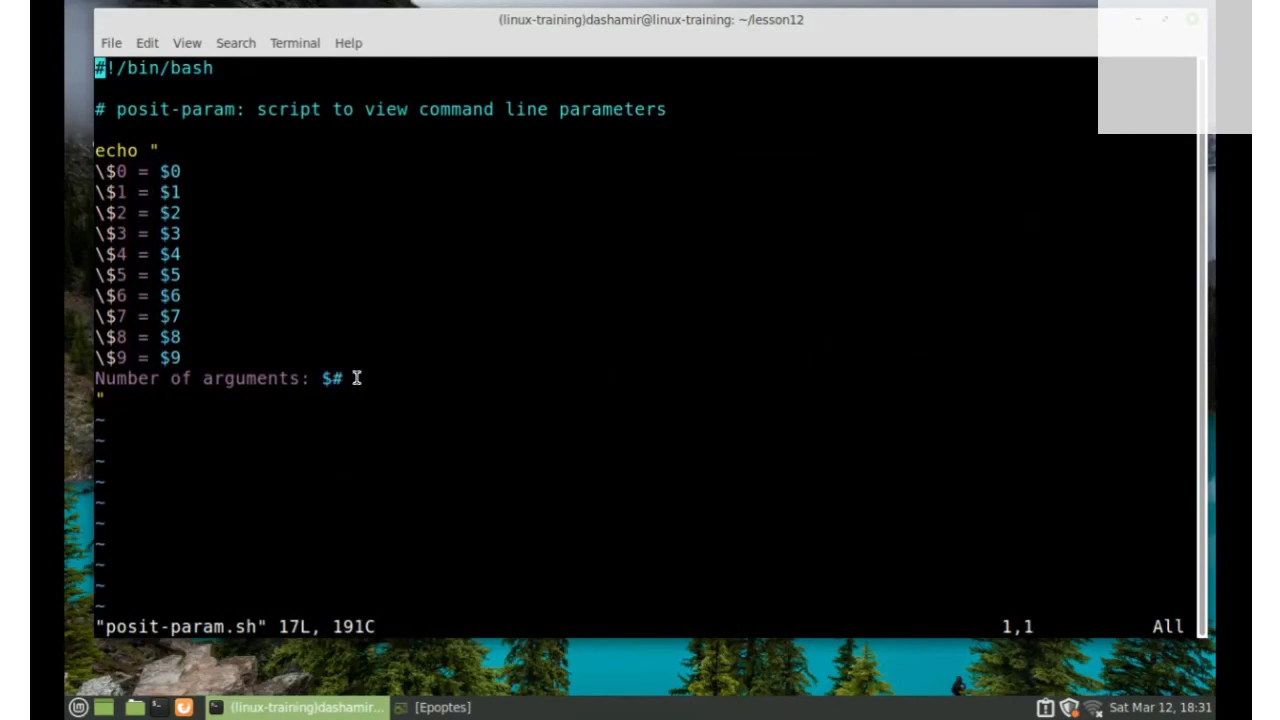 (linux-training)dashamir@linux-training: ~/lesson12
File Edit View Search Terminal Help
#!/bin/bash
# posit-param: script to view command line parameters
echo "
\$0 = $0
\$1 = $1
\$2 = $2
\$3 = $3
\$4 = $4
\$5 = $5
\$6 = $6
\$7 = $7
\$8 = $8
\$9 = $9
Number of arguments: $#
"
~
~
~
~
~
~
~
~
~
~
"posit-param.sh" 17L, 191C 1,1 All
(linux-training)dashamir... [Epoptes] Sat Mar 12, 18:31